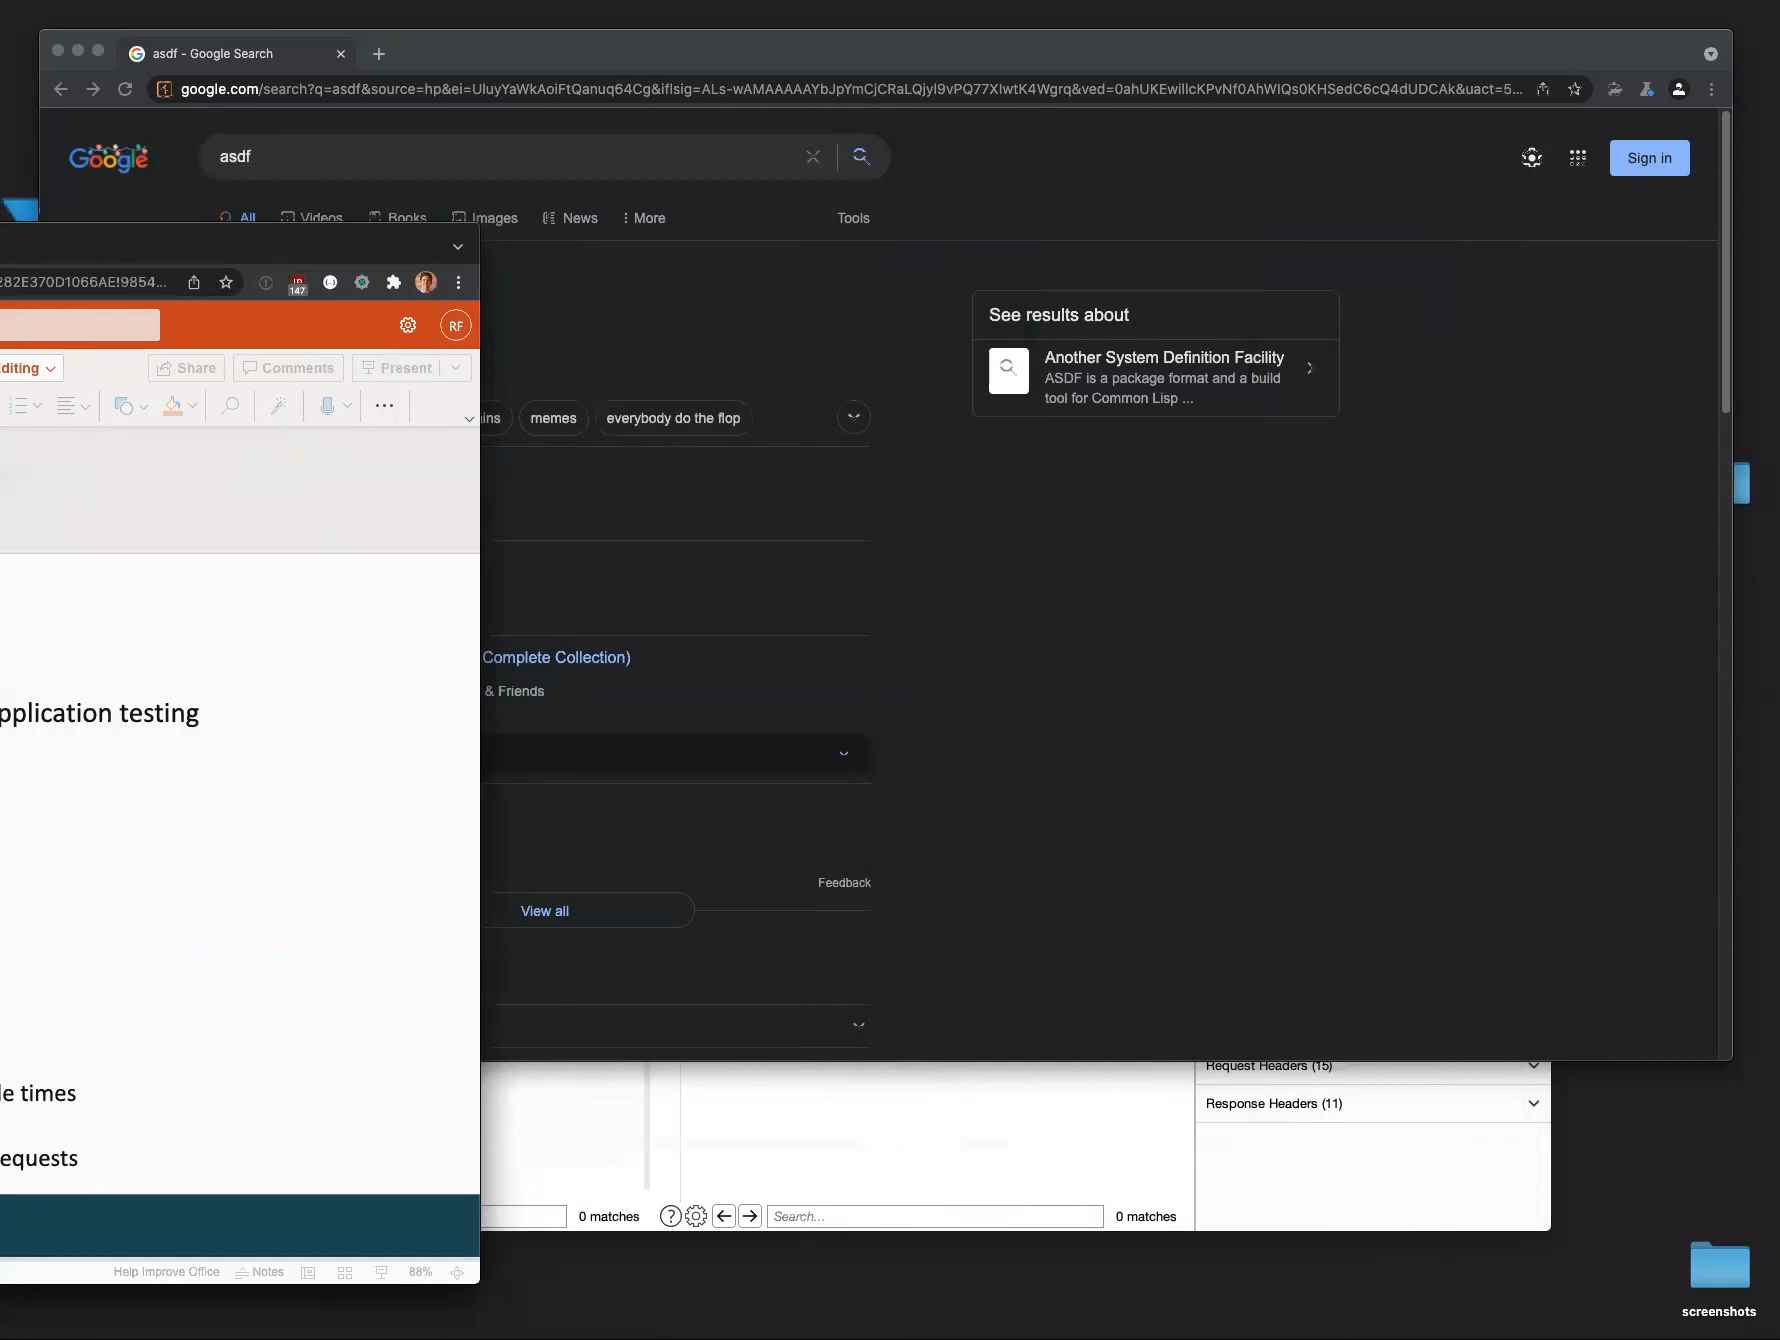 asdf - Google Search
google.com/search?q=asdf&source=hp&ei=UluyYaWkAoiFtQanuq64Cg&iflsig=ALs-wAMAAAAAYbJpYmCjCRaLQjyl9vPQ77XlwtK4Wgrq&ved=0ahUKEwillcKPvNf0AhWIQs0KHSedC6cQ4dUDCAk&uact=5...
Google
asdf
Sign in
All
Videos
Books
Images
News
More
Tools
282E370D1066AE!9854...
147
RF
diting
Share
Comments
Present
See results about
Another System Definition Facility
ASDF is a package format and a build
tool for Common Lisp ...
ins
memes
everybody do the flop
Complete Collection)
& Friends
pplication testing
Feedback
View all
le times
equests
Request Headers (15)
Response Headers (11)
0 matches
Search...
0 matches
Help Improve Office
Notes
88%
screenshots